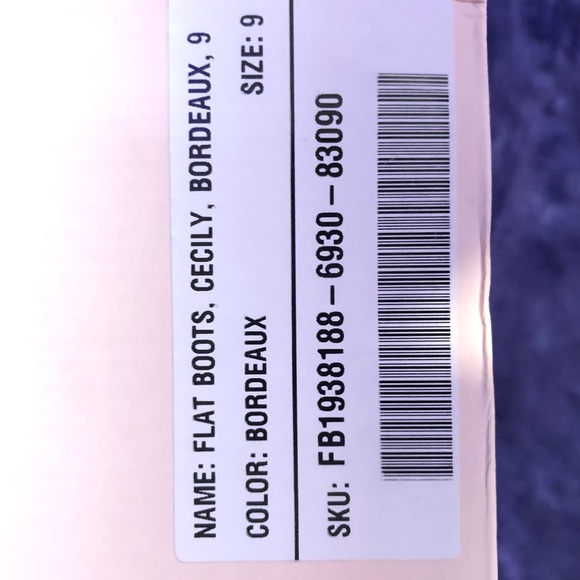 NAME: FLAT BOOTS, CECILY, BORDEAUX, 9
COLOR: BORDEAUX SIZE: 9
SKU: FB1938188-6930-83090